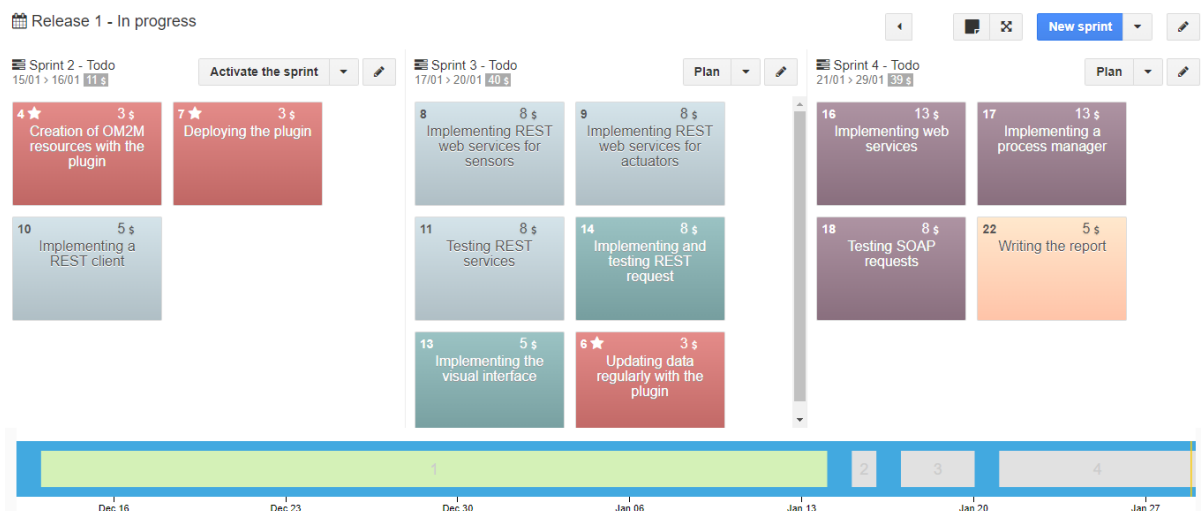 Release 1 - In progress
New sprint
Sprint 2 - Todo
15/01 › 16/01 11 $
Activate the sprint
4 3 $
Creation of OM2M
resources with the
plugin
7 3 $
Deploying the plugin
10 5 $
Implementing a
REST client
Sprint 3 - Todo
17/01 › 20/01 40 $
Plan
8 8 $
Implementing REST
web services for
sensors
9 8 $
Implementing REST
web services for
actuators
11 8 $
Testing REST
services
14 8 $
Implementing and
testing REST
request
13 5 $
Implementing the
visual interface
6 3 $
Updating data
regularly with the
plugin
Sprint 4 - Todo
21/01 › 29/01 39 $
Plan
16 13 $
Implementing web
services
17 13 $
Implementing a
process manager
18 8 $
Testing SOAP
requests
22 5 $
Writing the report
1 2 3 4
Dec 16 Dec 23 Dec 30 Jan 06 Jan 13 Jan 20 Jan 27